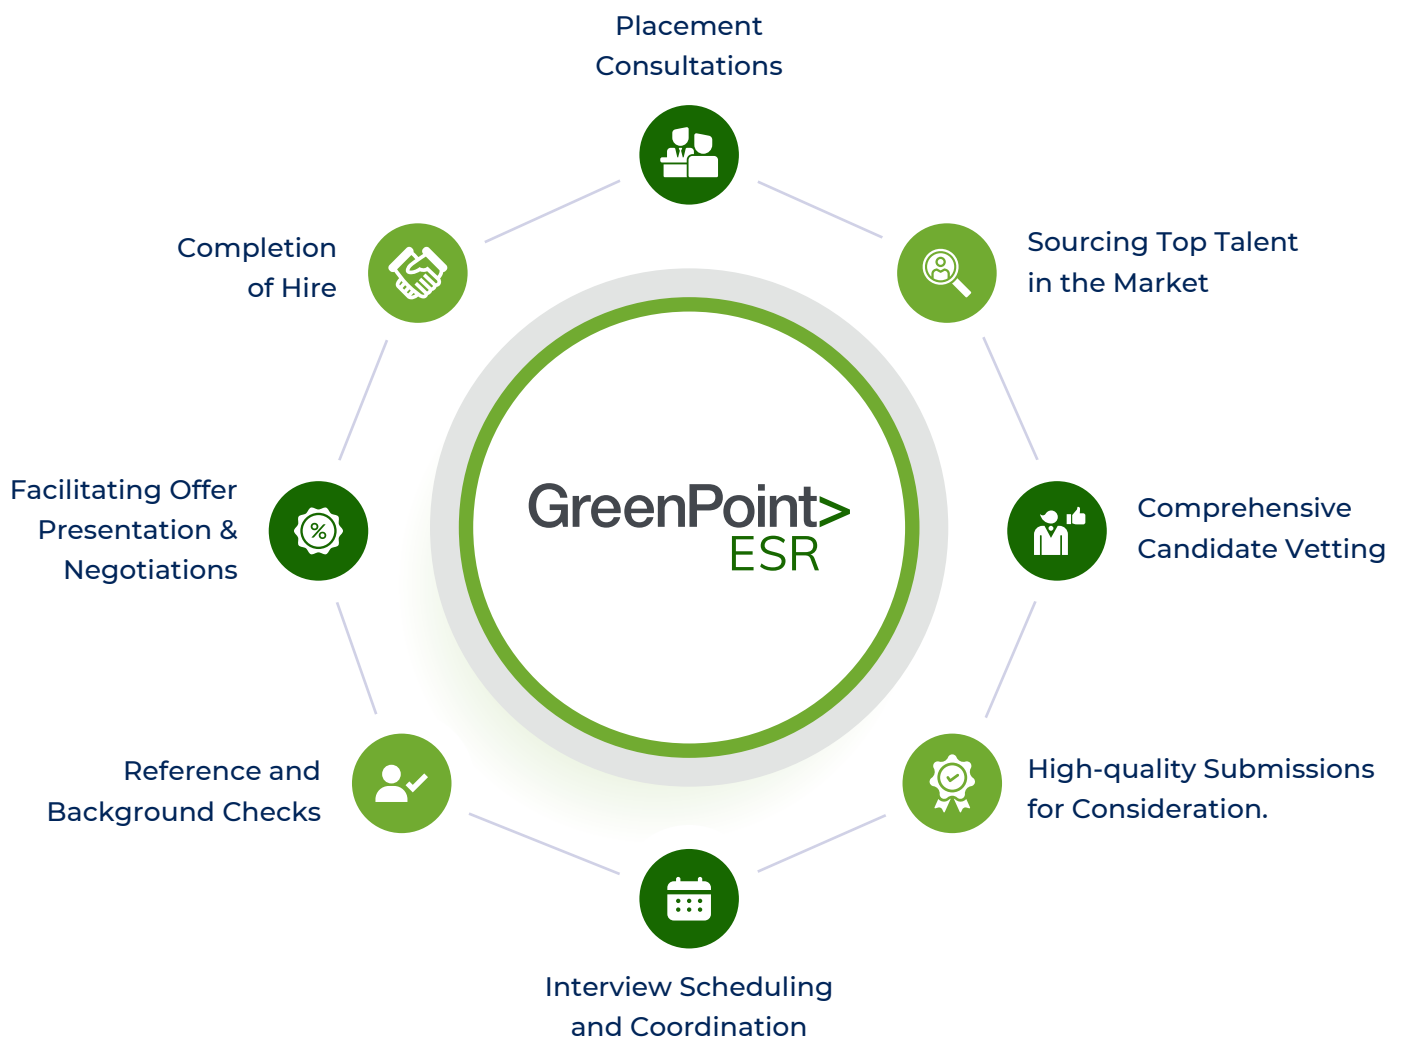 Placement
Consultations
Sourcing Top Talent
in the Market
Comprehensive
Candidate Vetting
High-quality Submissions
for Consideration.
Interview Scheduling
and Coordination
Reference and
Background Checks
Facilitating Offer
Presentation &
Negotiations
Completion
of Hire
GreenPoint>
ESR
%